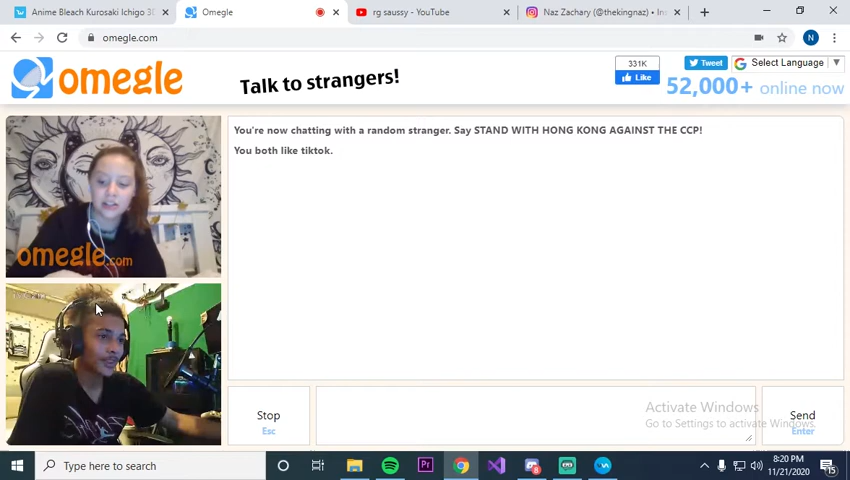 Anime Bleach Kurosaki Ichigo 3D
Omegle
rg saussy - YouTube
Naz Zachary (@thekingnaz) • Ins
omegle.com
N
omegle
Talk to strangers!
331K
Like
Tweet
Select Language
52,000+ online now
You're now chatting with a random stranger. Say STAND WITH HONG KONG AGAINST THE CCP!
You both like tiktok.
omegle.com
Stop
Esc
Send
Enter
Activate Windows
Go to Settings to activate Windows.
Type here to search
Pr
8:20 PM
11/21/2020
15